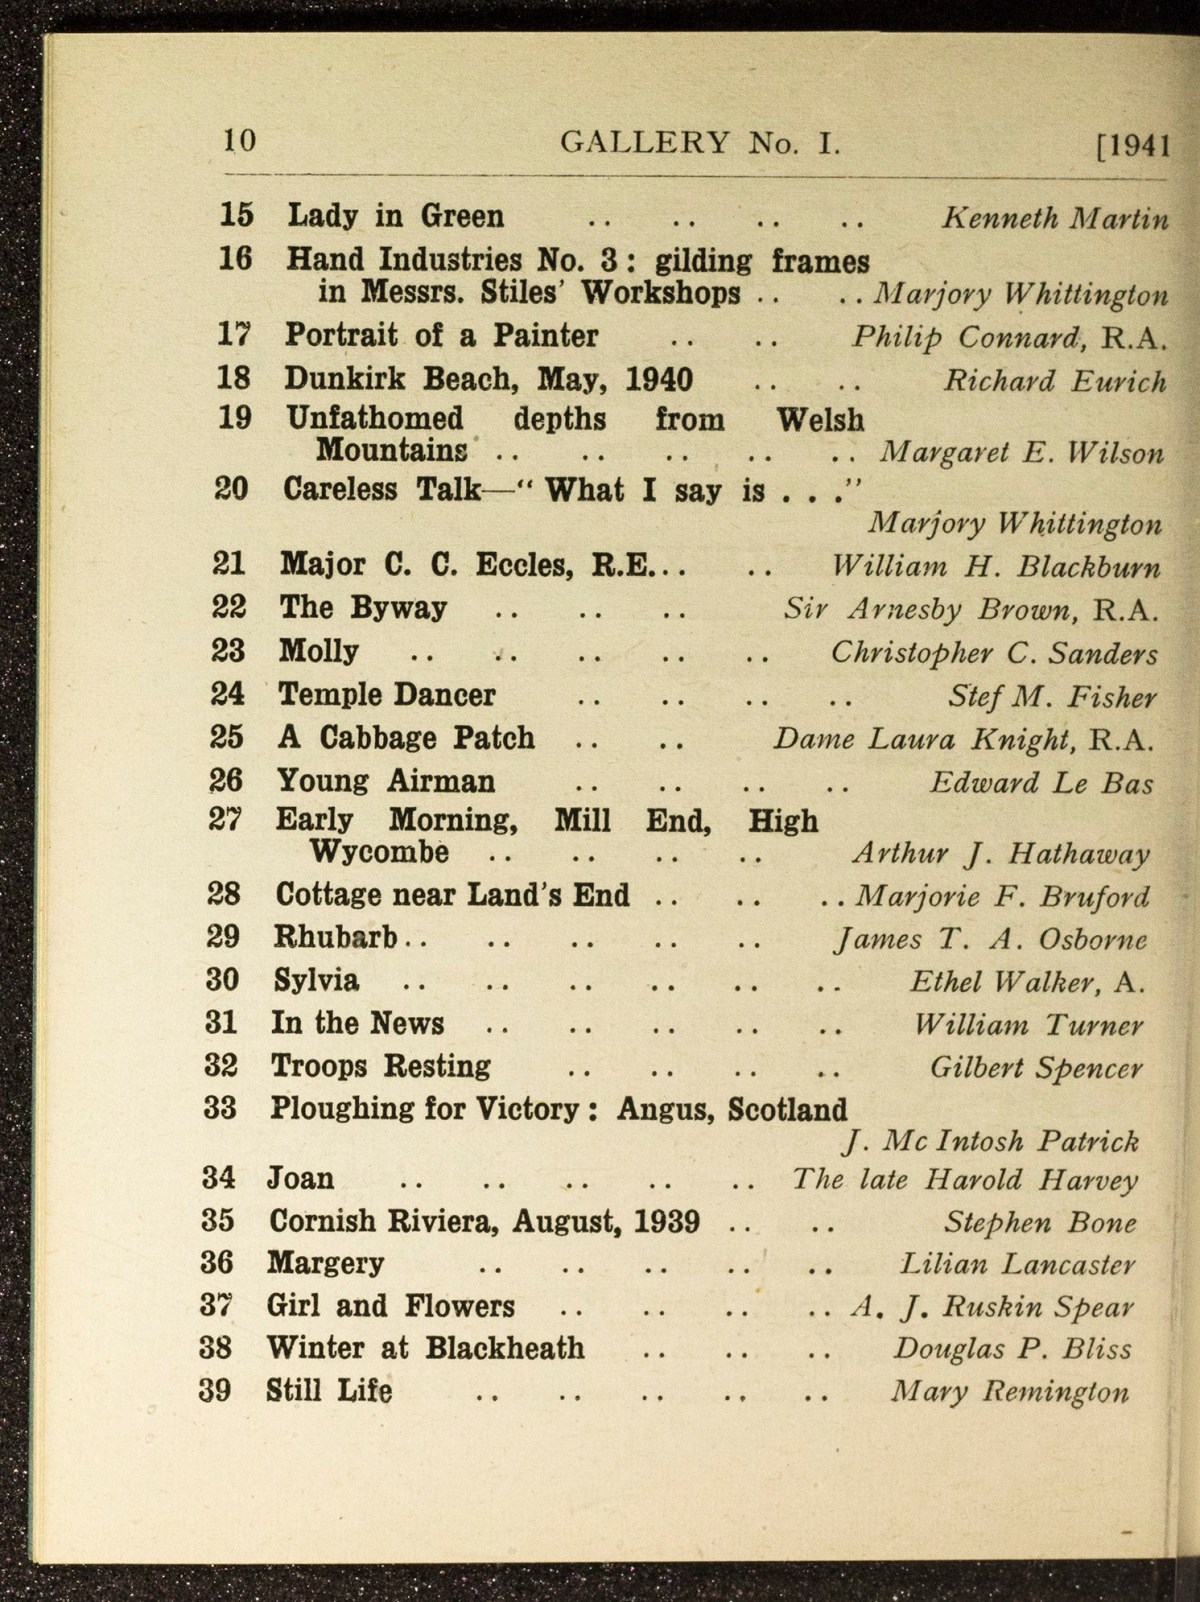 10 GALLERY No. I. [1941
15 Lady in Green .. .. .. .. Kenneth Martin
16 Hand Industries No. 3 : gilding frames
in Messrs. Stiles' Workshops .. .. Marjory Whittington
17 Portrait of a Painter .. .. Philip Connard, R.A.
18 Dunkirk Beach, May, 1940 .. .. Richard Eurich
19 Unfathomed depths from Welsh
Mountains .. .. .. .. .. Margaret E. Wilson
20 Careless Talk—“ What I say is . . .”
Marjory Whittington
21 Major C. C. Eccles, R.E... .. William H. Blackburn
22 The Byway .. .. .. Sir Arnesby Brown, R.A.
23 Molly .. .. .. .. .. Christopher C. Sanders
24 Temple Dancer .. .. .. .. Stef M. Fisher
25 A Cabbage Patch .. .. Dame Laura Knight, R.A.
26 Young Airman .. .. .. .. Edward Le Bas
27 Early Morning, Mill End, High
Wycombe .. .. .. .. Arthur J. Hathaway
28 Cottage near Land's End .. .. .. Marjorie F. Bruford
29 Rhubarb .. .. .. .. .. James T. A. Osborne
30 Sylvia .. .. .. .. .. .. Ethel Walker, A.
31 In the News .. .. .. .. .. William Turner
32 Troops Resting .. .. .. .. Gilbert Spencer
33 Ploughing for Victory : Angus, Scotland
J. Mc Intosh Patrick
34 Joan .. .. .. .. .. The late Harold Harvey
35 Cornish Riviera, August, 1939 .. .. Stephen Bone
36 Margery .. .. .. .. .. Lilian Lancaster
37 Girl and Flowers .. .. .. .. A. J. Ruskin Spear
38 Winter at Blackheath .. .. .. Douglas P. Bliss
39 Still Life .. .. .. .. .. Mary Remington